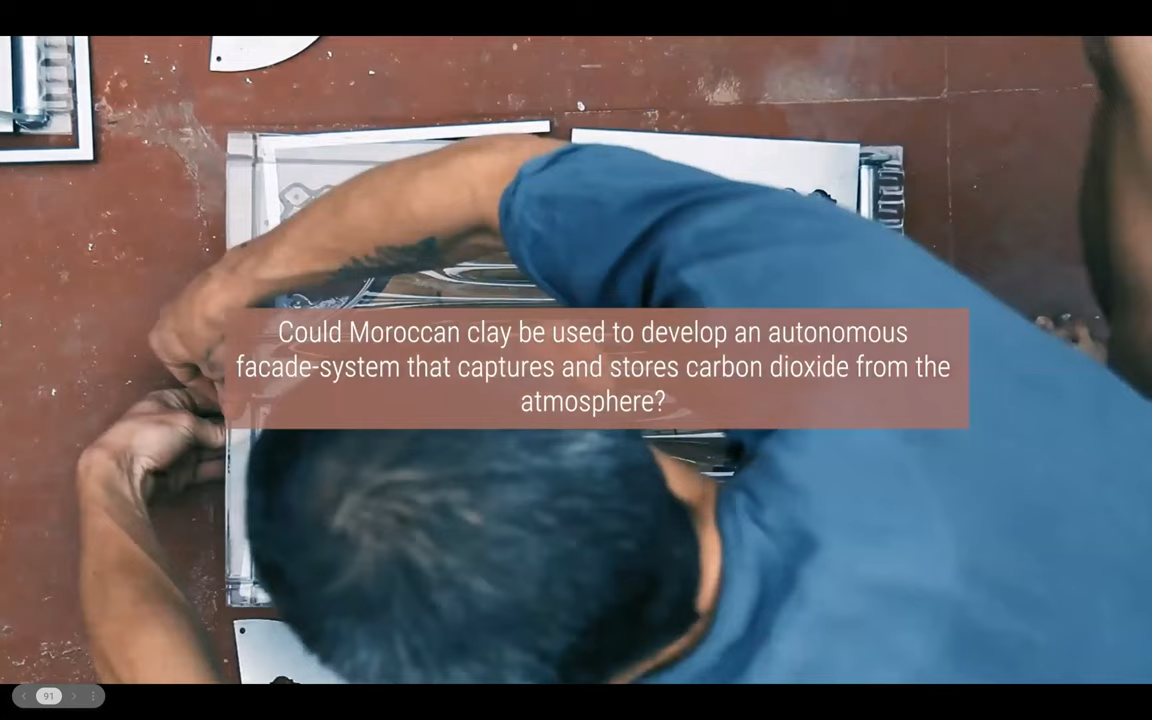 Could Moroccan clay be used to develop an autonomous
facade-system that captures and stores carbon dioxide from the
atmosphere?
91